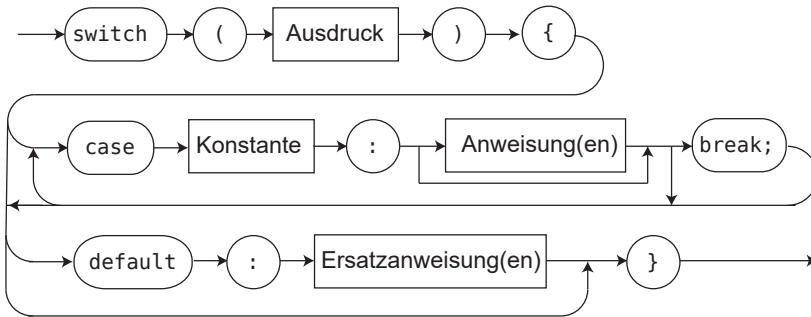 switch ( Ausdruck ) {
case Konstante : Anweisung(en) break;
default : Ersatzanweisung(en) }